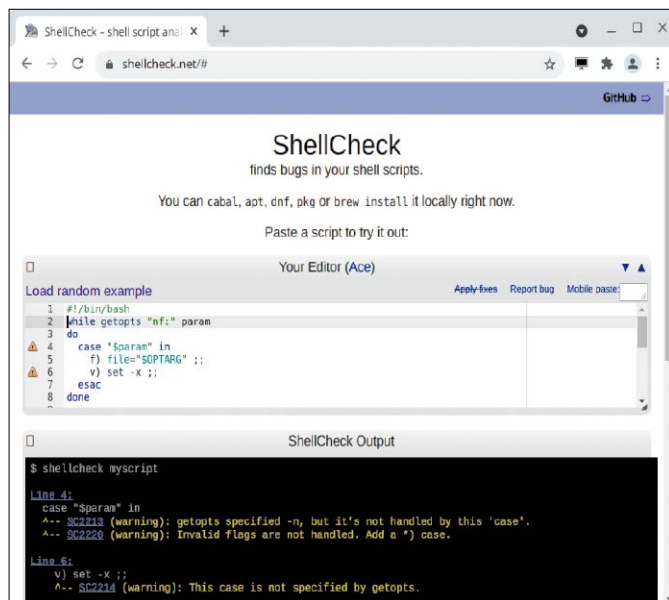 ShellCheck – shell script anal
shellcheck.net/#
GitHub ⇨
ShellCheck
finds bugs in your shell scripts.
You can cabal, apt, dnf, pkg or brew install it locally right now.
Paste a script to try it out:
Your Editor (Ace)
Load random example
Apply fixes Report bug Mobile paste:
1 #!/bin/bash
2 while getopts "nf:" param
3 do
4 case "$param" in
5 f) file="$OPTARG" ;;
6 v) set -x ;;
7 esac
8 done
ShellCheck Output
$ shellcheck myscript
Line 4:
case "$param" in
^-- SC2213 (warning): getopts specified -n, but it's not handled by this 'case'.
^-- SC2220 (warning): Invalid flags are not handled. Add a *) case.
Line 6:
v) set -x ;;
^-- SC2214 (warning): This case is not specified by getopts.